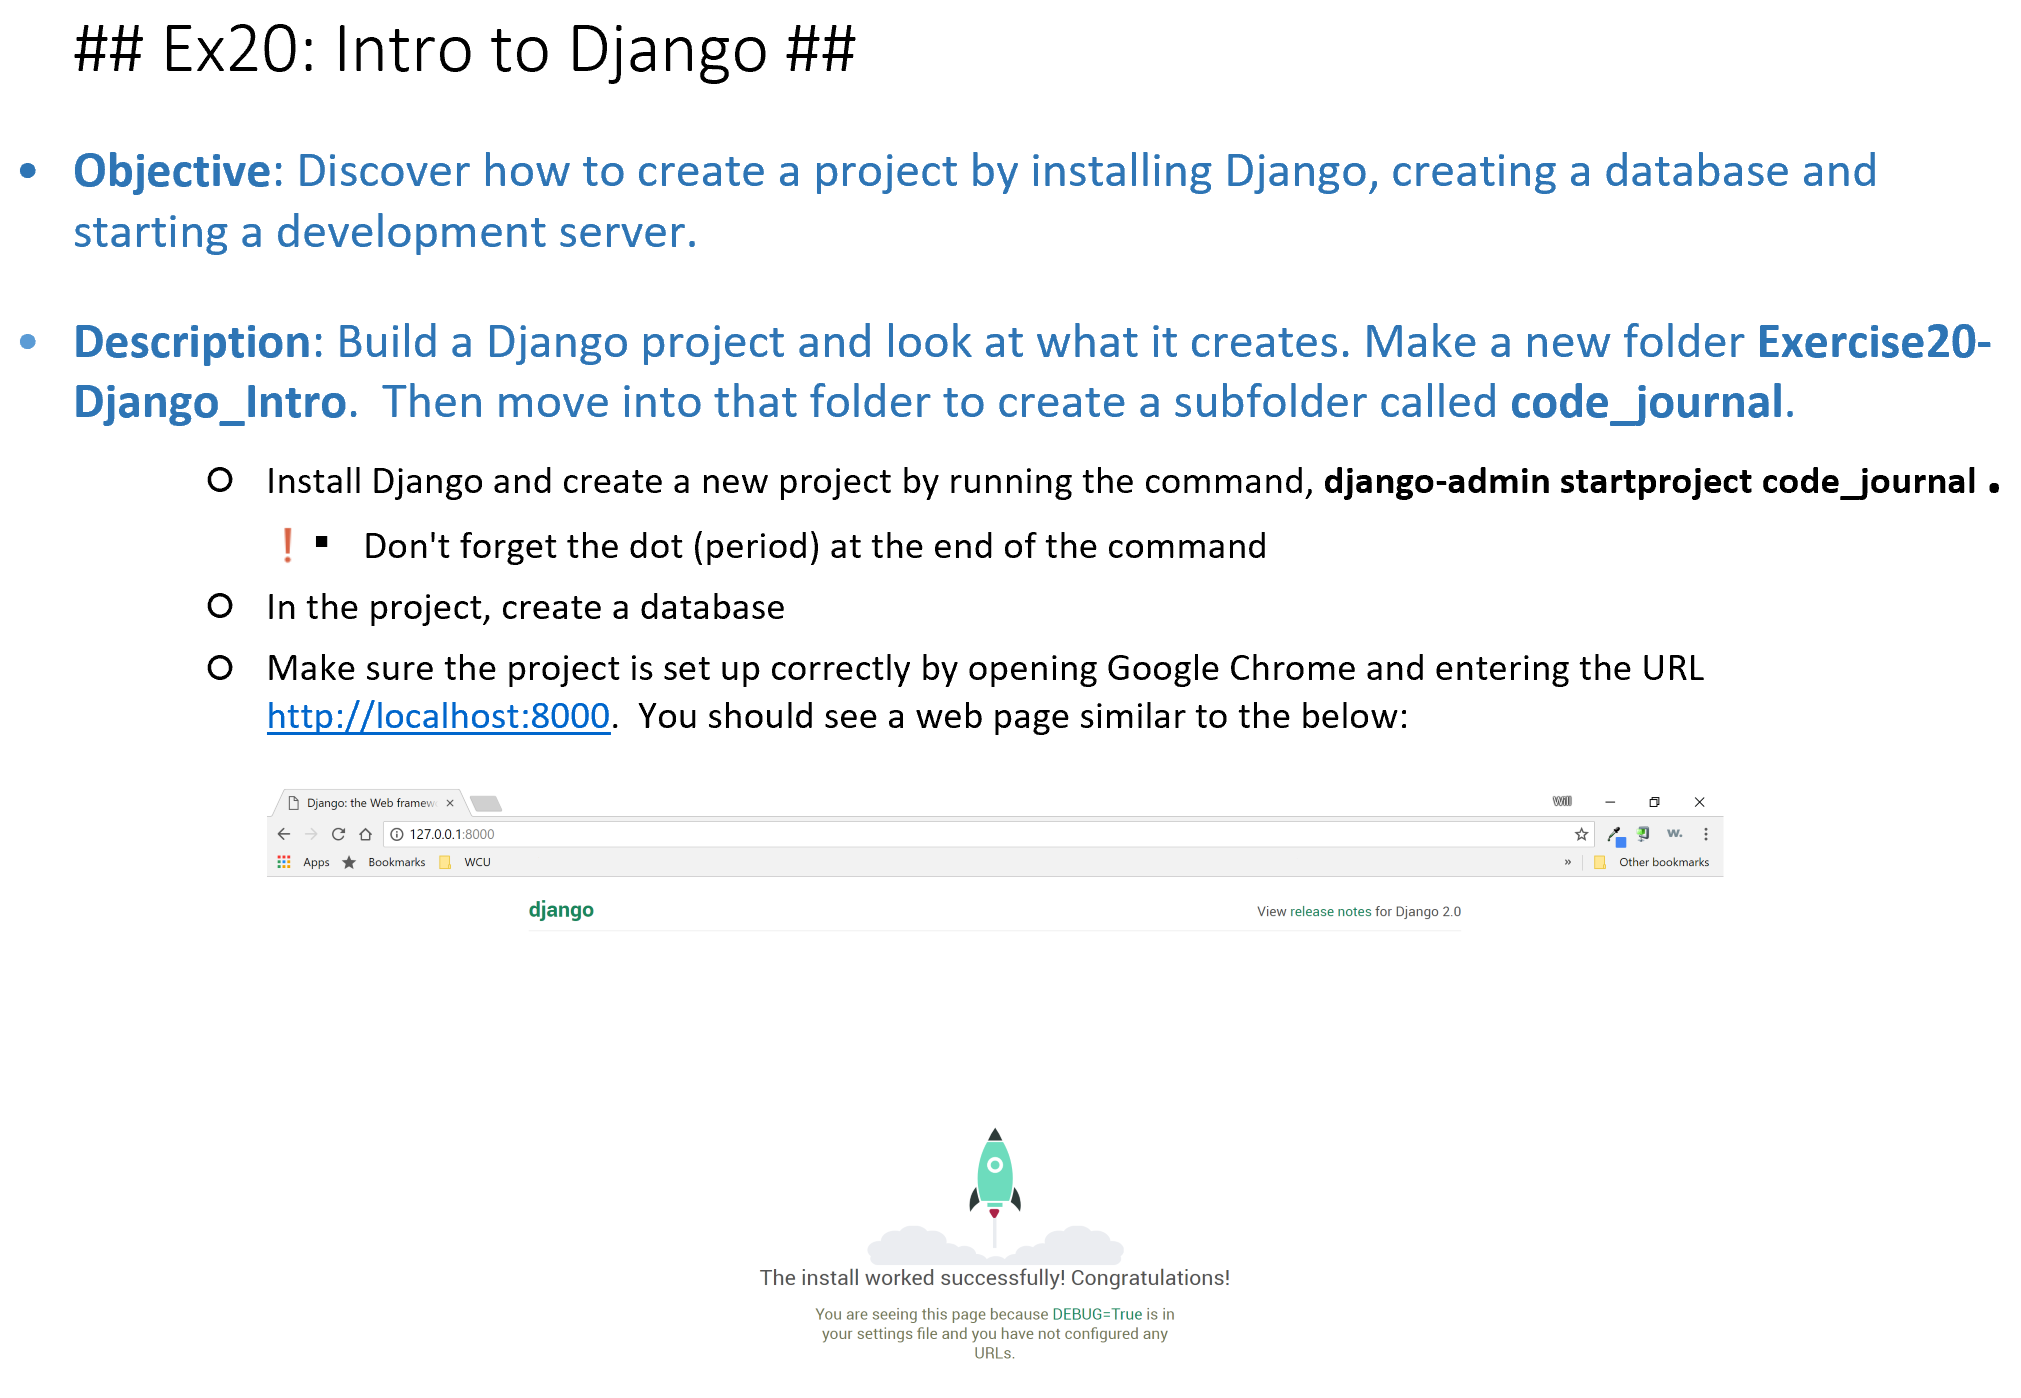 ## Ex20: Intro to Django ##
• Objective: Discover how to create a project by installing Django, creating a database and
starting a development server.
• Description: Build a Django project and look at what it creates. Make a new folder Exercise20-
Django_Intro.  Then move into that folder to create a subfolder called code_journal.
Install Django and create a new project by running the command, django-admin startproject code_journal .
❗▪ Don't forget the dot (period) at the end of the command
In the project, create a database
Make sure the project is set up correctly by opening Google Chrome and entering the URL
http://localhost:8000.  You should see a web page similar to the below:
Django: the Web framew
Will
127.0.0.1:8000
w.
Apps Bookmarks WCU » Other bookmarks
django View release notes for Django 2.0
The install worked successfully! Congratulations!
You are seeing this page because DEBUG=True is in
your settings file and you have not configured any
URLs.